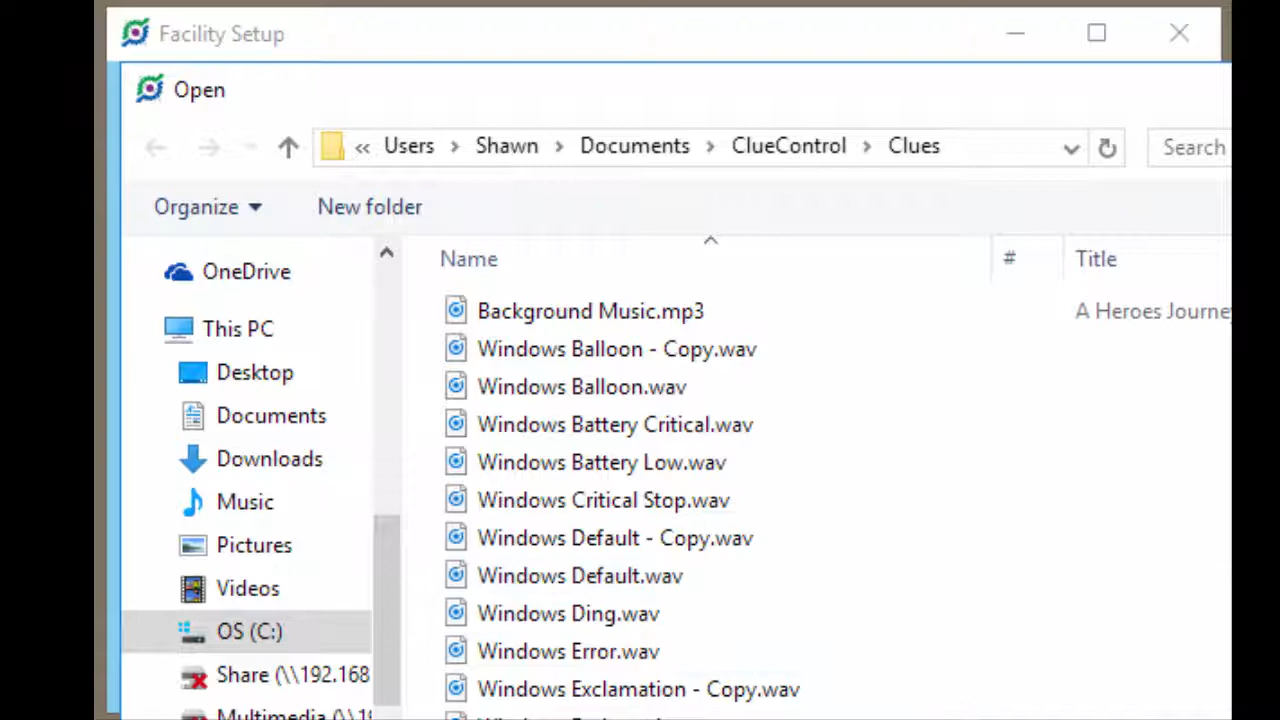 Facility Setup
Open
« Users > Shawn > Documents > ClueControl > Clues
Search
Organize
New folder
Name
#
Title
OneDrive
This PC
Desktop
Documents
Downloads
Music
Pictures
Videos
OS (C:)
Share (\\192.168
Multimedia (\\1
Background Music.mp3
A Heroes Journe
Windows Balloon - Copy.wav
Windows Balloon.wav
Windows Battery Critical.wav
Windows Battery Low.wav
Windows Critical Stop.wav
Windows Default - Copy.wav
Windows Default.wav
Windows Ding.wav
Windows Error.wav
Windows Exclamation - Copy.wav